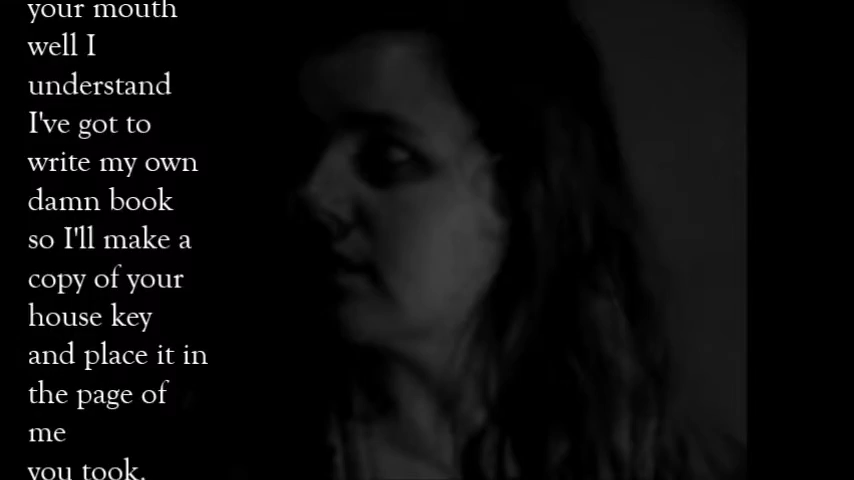 your mouth
well I
understand
I've got to
write my own
damn book
so I'll make a
copy of your
house key
and place it in
the page of
me
you took.